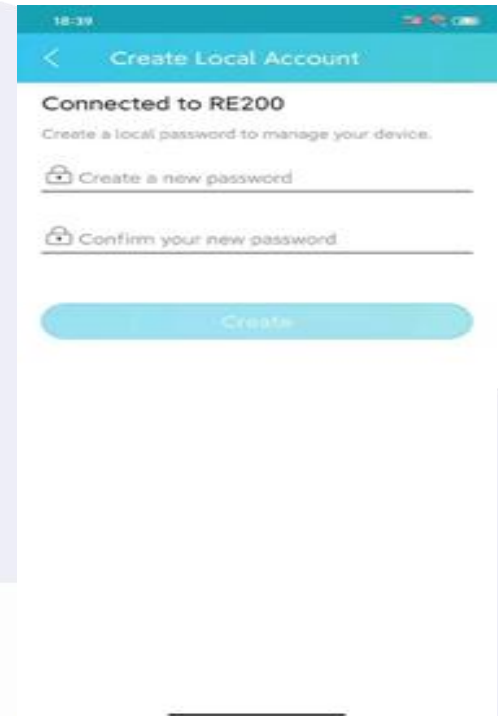 18:39
Create Local Account
Connected to RE200
Create a local password to manage your device.
Create a new password
Confirm your new password
Create